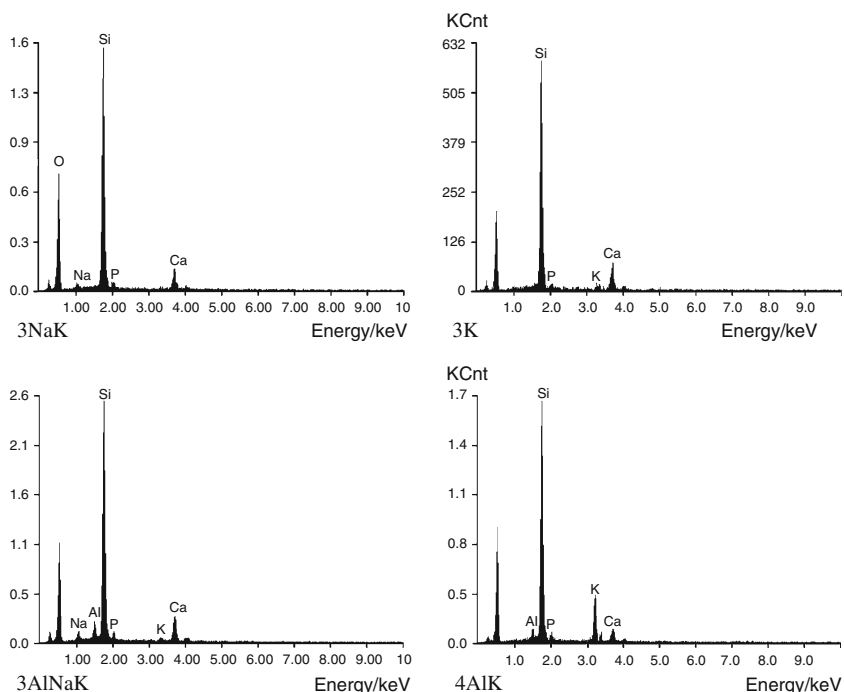 1.6
1.3
0.9
0.6
0.3
0.0
Si
O
Na
P
Ca
1.00 2.00 3.00 4.00 5.00 6.00 7.00 8.00 9.00 10
3NaK
Energy/keV
KCnt
632
505
379
252
126
0
Si
P
K
Ca
1.0 2.0 3.0 4.0 5.0 6.0 7.0 8.0 9.0
3K
Energy/keV
2.6
2.1
1.6
1.1
0.5
0.0
Si
Na
Al
P
K
Ca
1.00 2.00 3.00 4.00 5.00 6.00 7.00 8.00 9.00 10
3AlNaK
Energy/keV
KCnt
1.7
1.4
1.1
0.8
0.5
0.0
Si
Al
P
K
Ca
1.0 2.0 3.0 4.0 5.0 6.0 7.0 8.0 9.0
4AlK
Energy/keV